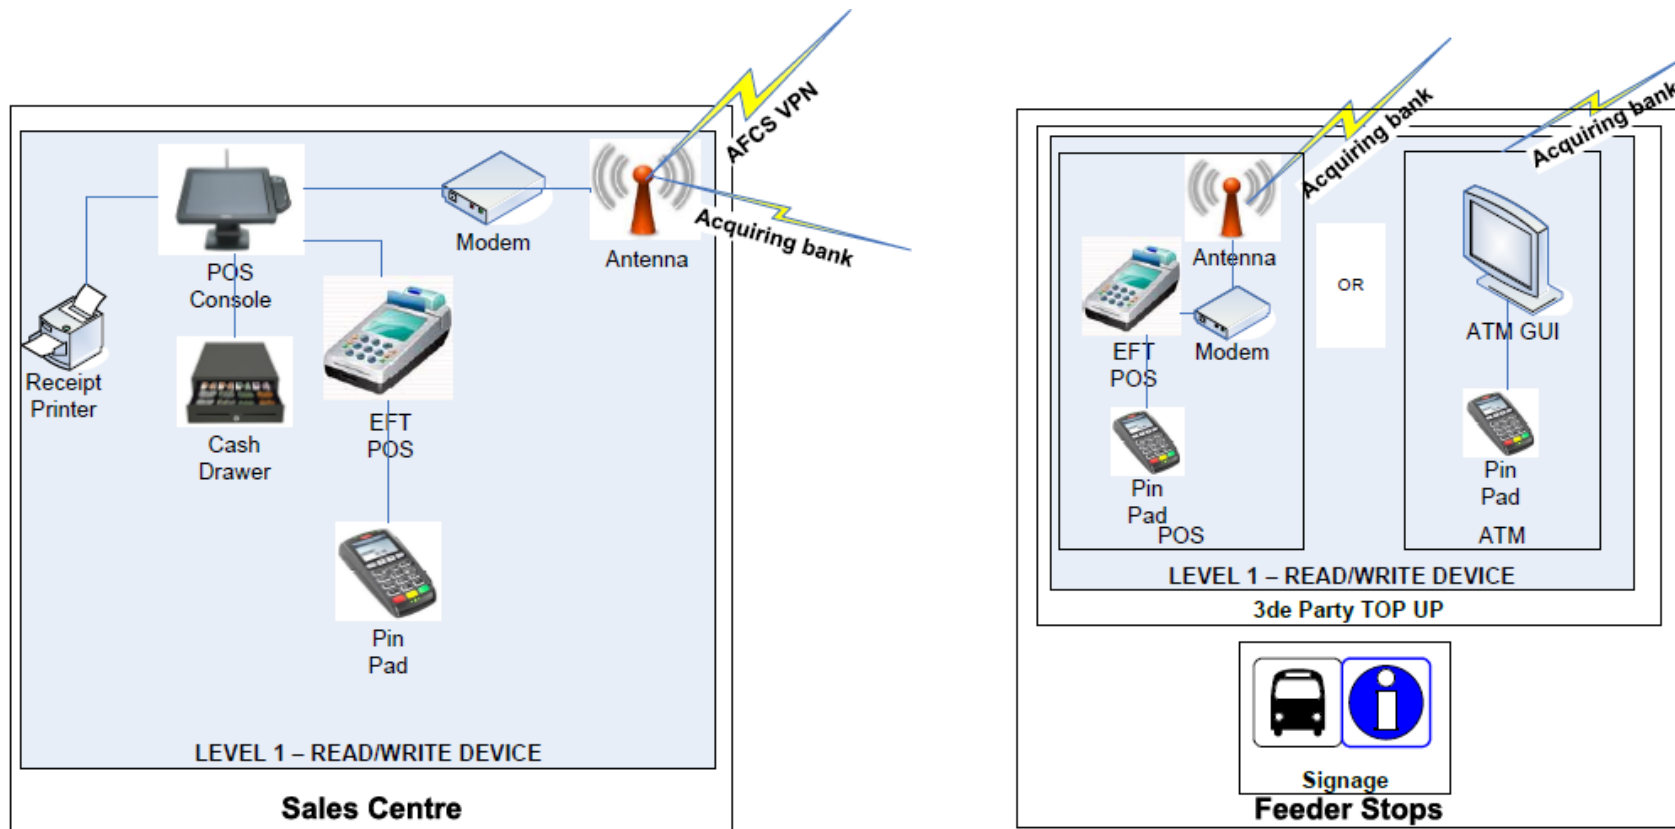 AFCS VPN
Acquiring bank
POS
Console
Modem
Antenna
Receipt
Printer
Cash
Drawer
EFT
POS
Pin
Pad
LEVEL 1 – READ/WRITE DEVICE
Sales Centre
Acquiring bank
Acquiring bank
Antenna
EFT
POS
Modem
Pin
Pad
POS
OR
ATM GUI
Pin
Pad
ATM
LEVEL 1 – READ/WRITE DEVICE
3de Party TOP UP
Signage
Feeder Stops